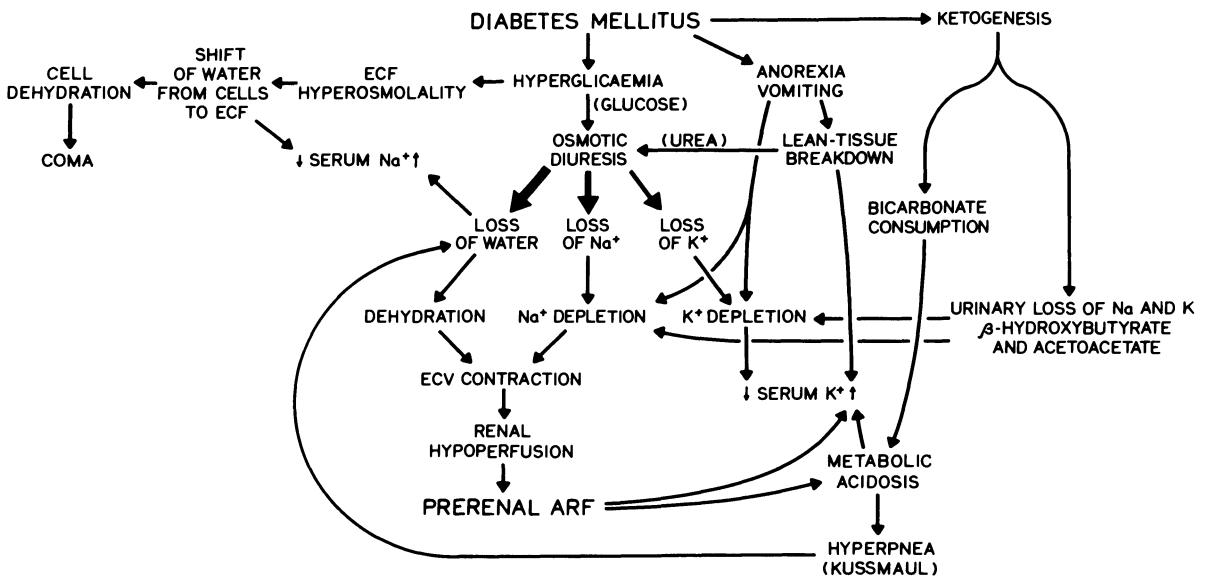 DIABETES MELLITUS
KETOGENESIS
SHIFT
OF WATER
FROM CELLS
TO ECF
CELL
DEHYDRATION
ECF
HYPEROSMOLALITY
HYPERGLICAEMIA
(GLUCOSE)
ANOREXIA
VOMITING
COMA
↓ SERUM Na⁺↑
OSMOTIC
DIURESIS
(UREA)
LEAN-TISSUE
BREAKDOWN
LOSS
OF WATER
LOSS
OF Na⁺
LOSS
OF K⁺
BICARBONATE
CONSUMPTION
DEHYDRATION
Na⁺ DEPLETION
K⁺ DEPLETION
URINARY LOSS OF Na AND K
β-HYDROXYBUTYRATE
AND ACETOACETATE
ECV CONTRACTION
↓ SERUM K⁺ ↑
RENAL
HYPOPERFUSION
METABOLIC
ACIDOSIS
PRERENAL ARF
HYPERPNEA
(KUSSMAUL)